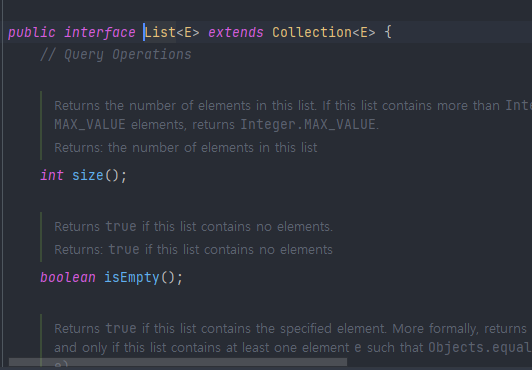 public interface List<E> extends Collection<E> {
// Query Operations
Returns the number of elements in this list. If this list contains more than Inte
MAX_VALUE elements, returns Integer.MAX_VALUE.
Returns: the number of elements in this list
int size();
Returns true if this list contains no elements.
Returns: true if this list contains no elements
boolean isEmpty();
Returns true if this list contains the specified element. More formally, returns
and only if this list contains at least one element e such that Objects.equal
e)